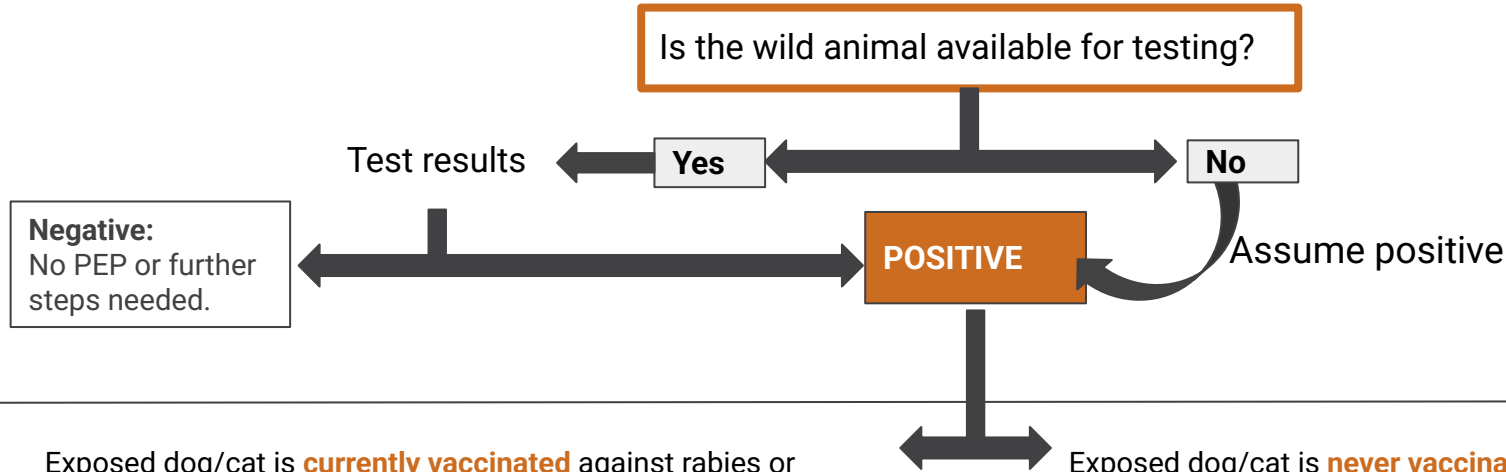 Is the wild animal available for testing?
Test results
Yes
No
Negative:
No PEP or further
steps needed.
POSITIVE
Assume positive
Exposed dog/cat is currently vaccinated against rabies or
Exposed dog/cat is never